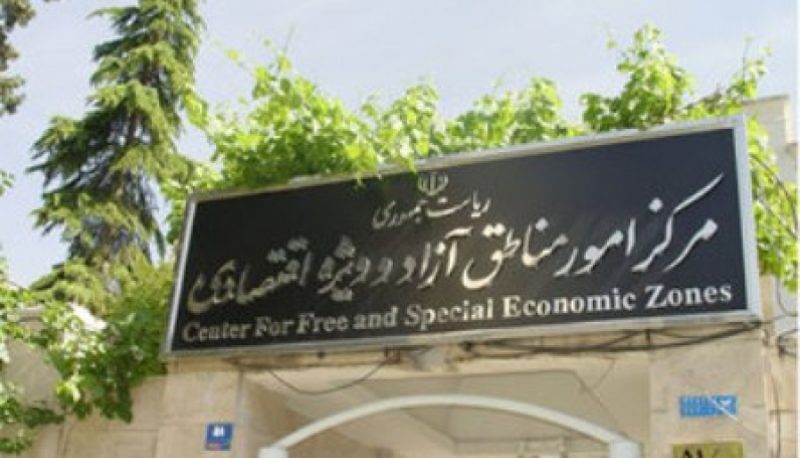 ریاست جمهوری
مرکز امور مناطق آزاد و ویژه اقتصادی
Center For Free and Special Economic Zones